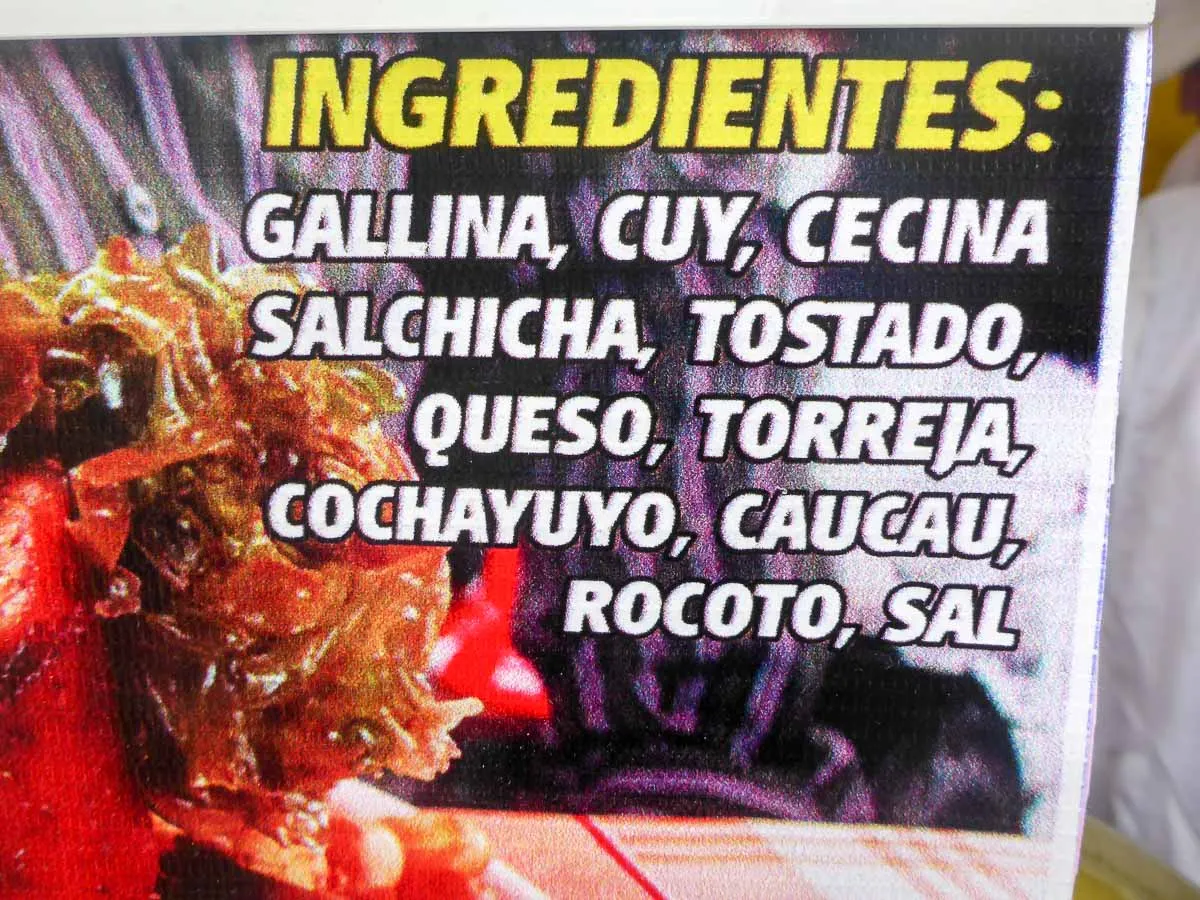 INGREDIENTES:
GALLINA, CUY, CECINA
SALCHICHA, TOSTADO,
QUESO, TORREJA,
COCHAYUYO, CAUCAU,
ROCOTO, SAL